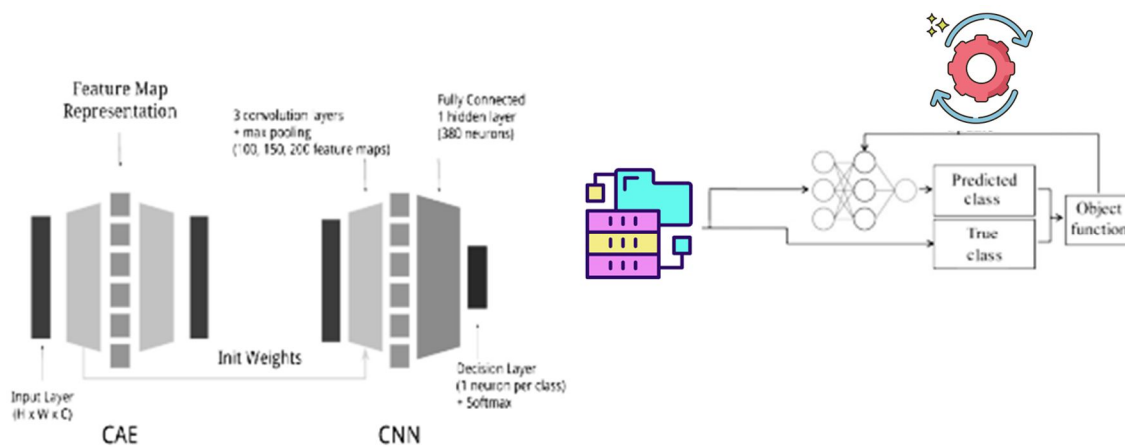 Feature Map
Representation
3 convolution layers
+ max pooling
(100, 150, 200 feature maps)
Fully Connected
1 hidden layer
(380 neurons)
Init Weights
Input Layer
(H x W x C)
Decision Layer
(1 neuron per class)
+ Softmax
CAE
CNN
Predicted
class
True
class
Object
function